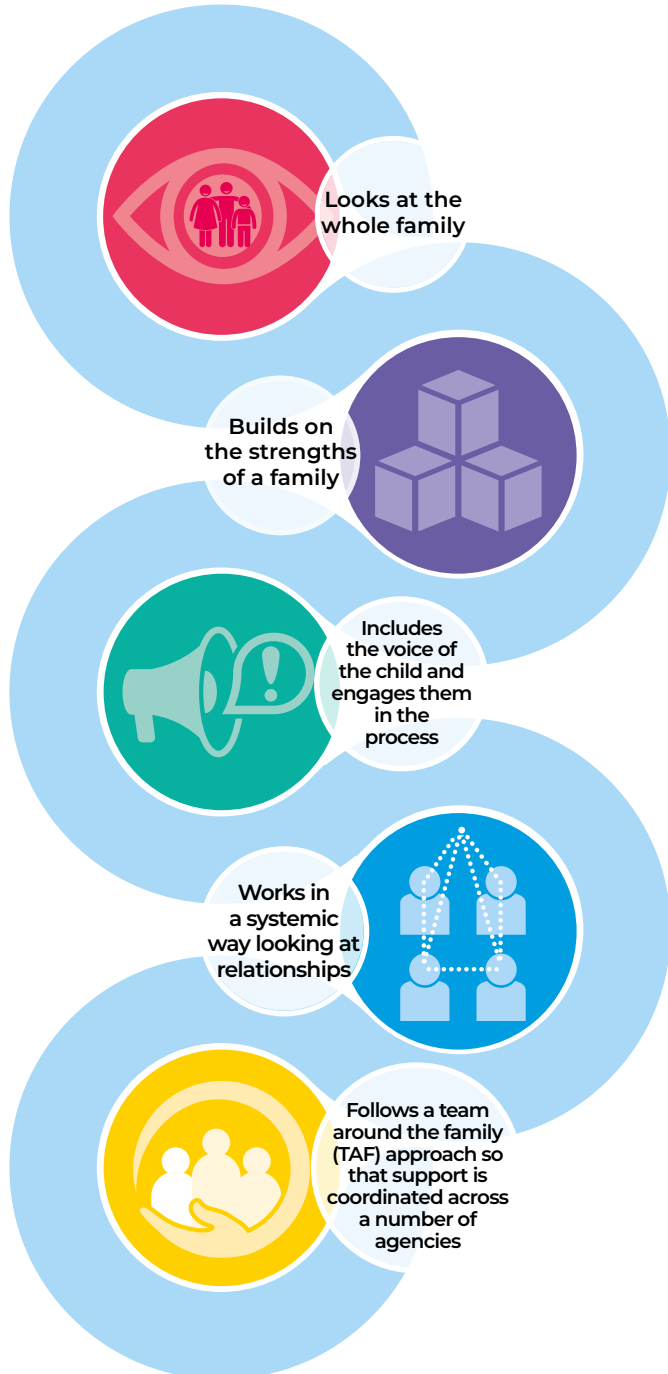 Looks at the
whole family
Builds on
the strengths
of a family
Includes
the voice of
the child and
engages them
in the
process
Works in
a systemic
way looking at
relationships
Follows a team
around the family
(TAF) approach so
that support is
coordinated across
a number of
agencies